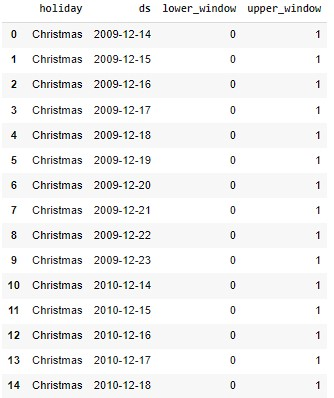 holiday ds lower_window upper_window
0 Christmas 2009-12-14 0 1
1 Christmas 2009-12-15 0 1
2 Christmas 2009-12-16 0 1
3 Christmas 2009-12-17 0 1
4 Christmas 2009-12-18 0 1
5 Christmas 2009-12-19 0 1
6 Christmas 2009-12-20 0 1
7 Christmas 2009-12-21 0 1
8 Christmas 2009-12-22 0 1
9 Christmas 2009-12-23 0 1
10 Christmas 2010-12-14 0 1
11 Christmas 2010-12-15 0 1
12 Christmas 2010-12-16 0 1
13 Christmas 2010-12-17 0 1
14 Christmas 2010-12-18 0 1